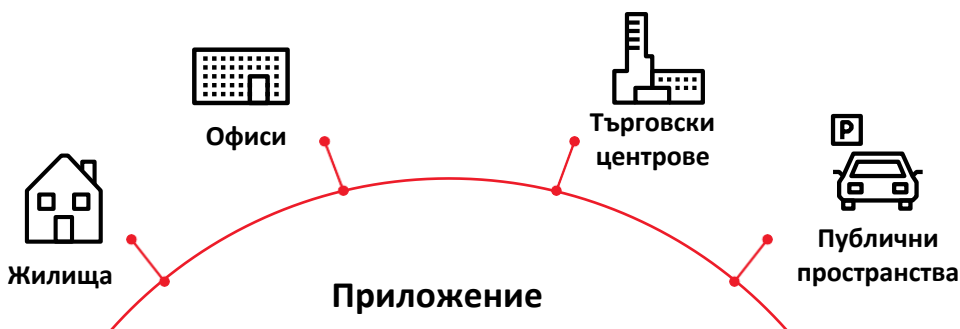 Офиси
Търговски
центрове
P
Жилища
Публични
пространства
Приложение